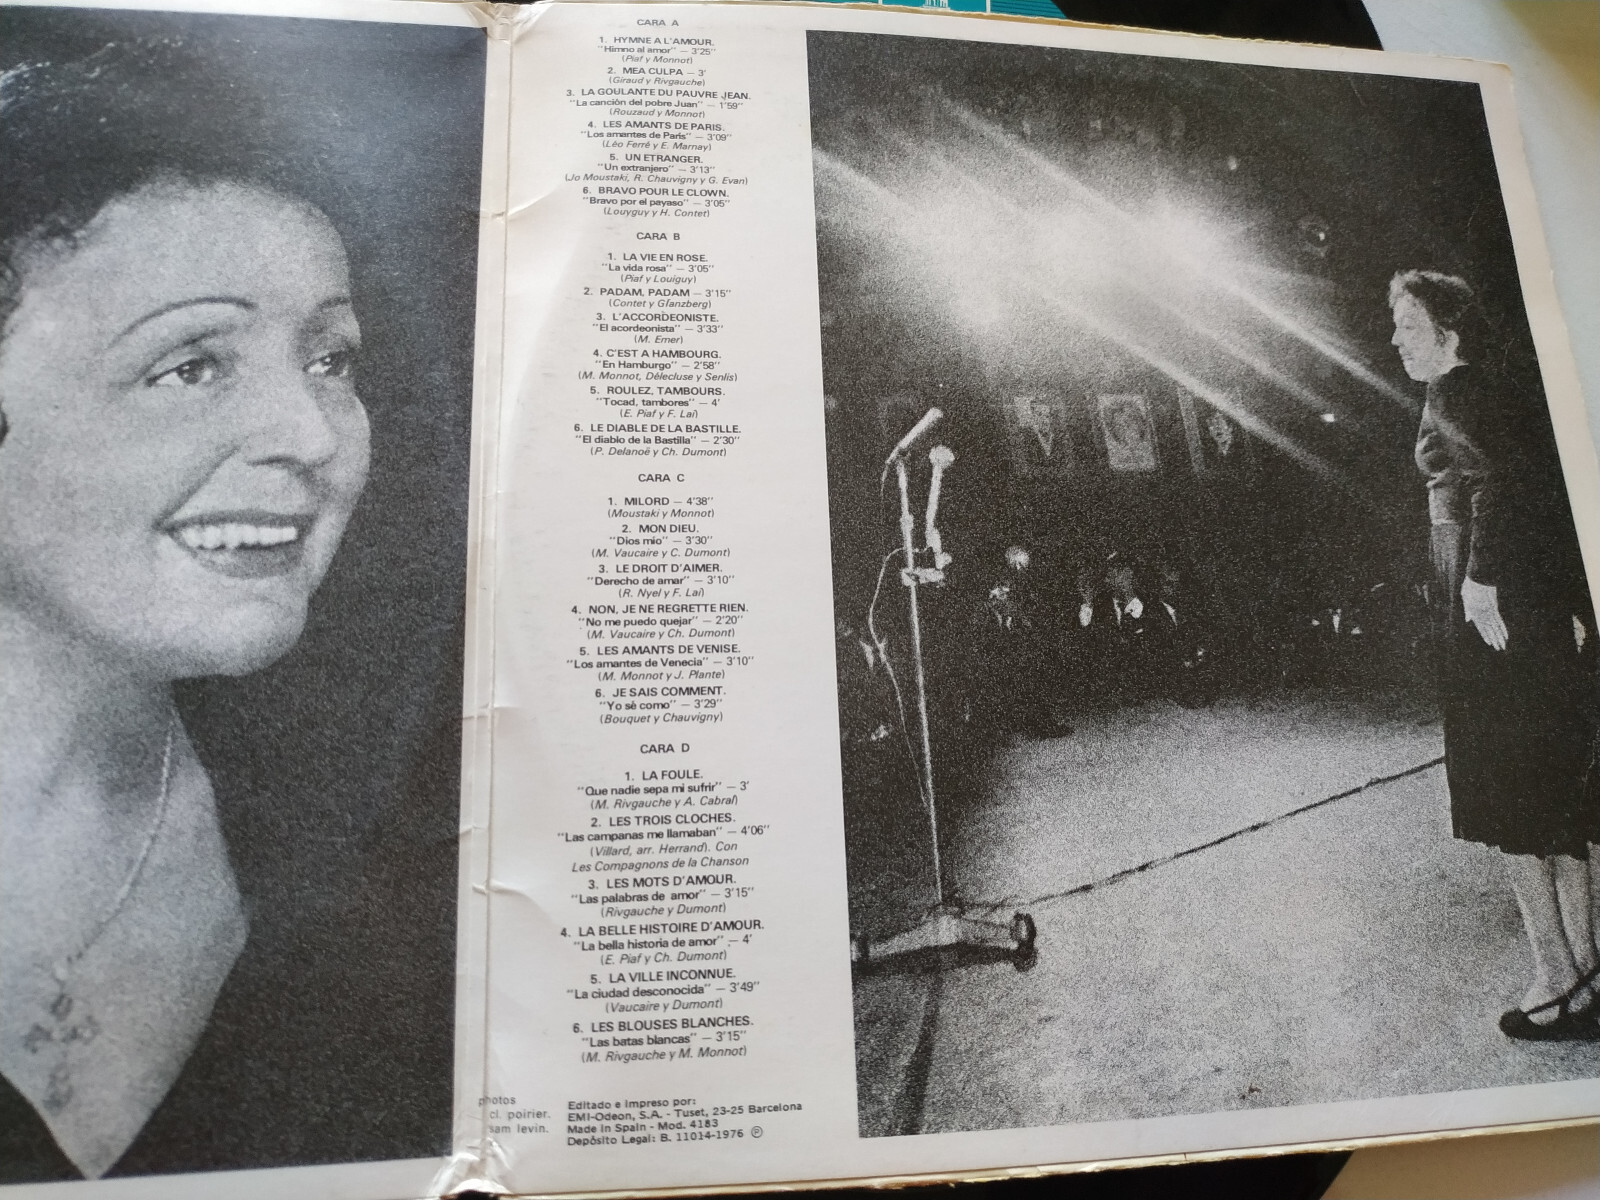 CARA A
1. HYMNE A L'AMOUR.
"Himno al amor" — 3'25"
(Piaf y Monnot)
2. MEA CULPA — 3'
(Giraud y Rivgauche)
3. LA GOULANTE DU PAUVRE JEAN.
"La canciòn del pobre Juan" — 1'59"
(Rouzaud y Monnot)
4. LES AMANTS DE PARIS.
"Los amantes de Paris" — 3'09"
(Lèo Ferré y E. Marnay)
5. UN ETRANGER.
"Un extranjero" — 3'13"
(Jo Moustaki, R. Chauvigny y G. Evan)
6. BRAVO POUR LE CLOWN.
"Bravo por el payaso" — 3'05"
(Louyguy y H. Contet)
CARA B
1. LA VIE EN ROSE.
"La vida rosa" — 3'05"
(Piaf y Louiguy)
2. PADAM, PADAM — 3'15"
(Contet y Glanzberg)
3. L'ACCORDEONISTE.
"El acordeonista" — 3'33"
(M. Emer)
4. C'EST A HAMBOURG.
"En Hamburgo" — 2'58"
(M. Monnot, Délecluse y Senlis)
5. ROULEZ, TAMBOURS.
"Tocad, tambores" — 4'
(E. Piaf y F. Lai)
6. LE DIABLE DE LA BASTILLE.
"El diablo de la Bastilla" — 2'30"
(P. Delanoë y Ch. Dumont)
CARA C
1. MILORD — 4'38"
(Moustaki y Monnot)
2. MON DIEU.
"Dios mio" — 3'30"
(M. Vaucaire y C. Dumont)
3. LE DROIT D'AIMER.
"Derecho de amar" — 3'10"
(R. Nyel y F. Lai)
4. NON, JE NE REGRETTE RIEN.
"No me puedo quejar" — 2'20"
(M. Vaucaire y Ch. Dumont)
5. LES AMANTS DE VENISE.
"Los amantes de Venecia" — 3'10"
(M. Monnot y J. Plante)
6. JE SAIS COMMENT.
"Yo sè como" — 3'29"
(Bouquet y Chauvigny)
CARA D
1. LA FOULE.
"Que nadie sepa mi sufrir" — 3'
(M. Rivgauche y A. Cabral)
2. LES TROIS CLOCHES.
"Las campanas me llamaban" — 4'06"
(Villard, arr. Herrand). Con
Les Compagnons de la Chanson
3. LES MOTS D'AMOUR.
"Las palabras de amor" — 3'15"
(Rivgauche y Dumont)
4. LA BELLE HISTOIRE D'AMOUR.
"La bella historia de amor" — 4'
(E. Piaf y Ch. Dumont)
5. LA VILLE INCONNUE.
"La ciudad desconocida" — 3'49"
(Vaucaire y Dumont)
6. LES BLOUSES BLANCHES.
"Las batas blancas" — 3'15"
(M. Rivgauche y M. Monnot)
photos
cl. poirier.
sam levin.
Editado e impreso por:
EMI-Odeon, S.A. - Tuset, 23-25 Barcelona
Made in Spain - Mod. 4183
Depòsito Legal: B. 11014-1976 Ⓟ